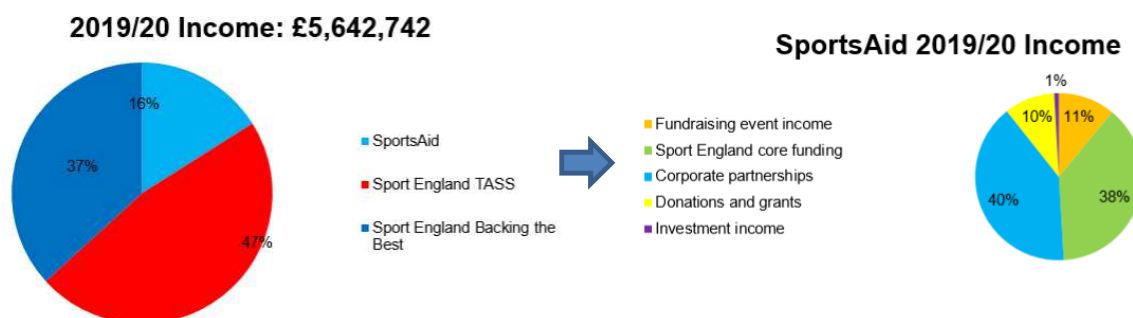 2019/20 Income: £5,642,742
16%
37%
47%
SportsAid
Sport England TASS
Sport England Backing the
Best
SportsAid 2019/20 Income
Fundraising event income
Sport England core funding
Corporate partnerships
Donations and grants
Investment income
1%
10%
11%
40%
38%